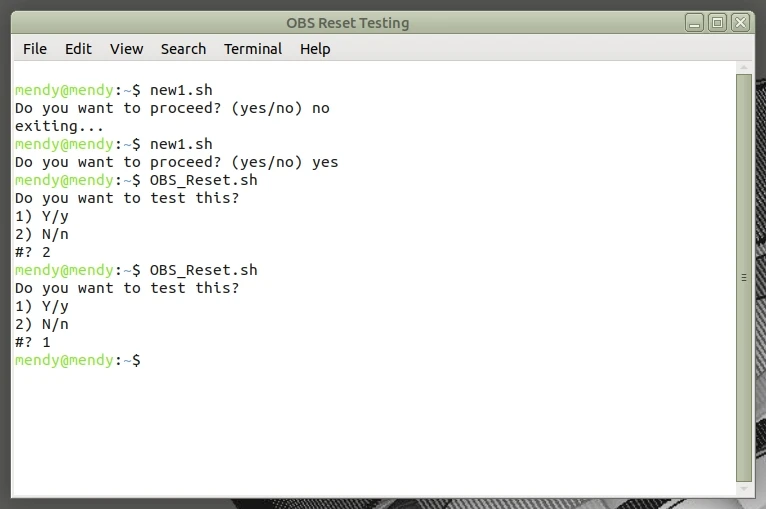 OBS Reset Testing
File Edit View Search Terminal Help
mendy@mendy:~$ new1.sh
Do you want to proceed? (yes/no) no
exiting...
mendy@mendy:~$ new1.sh
Do you want to proceed? (yes/no) yes
mendy@mendy:~$ OBS_Reset.sh
Do you want to test this?
1) Y/y
2) N/n
#? 2
mendy@mendy:~$ OBS_Reset.sh
Do you want to test this?
1) Y/y
2) N/n
#? 1
mendy@mendy:~$